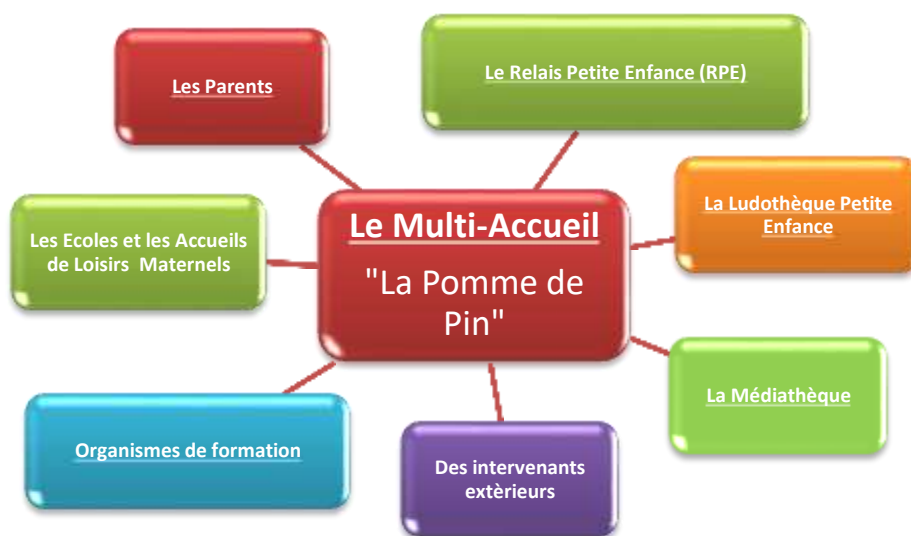 Les Parents
Le Relais Petite Enfance (RPE)
La Ludothèque Petite
Enfance
Les Ecoles et les Accueils
de Loisirs Maternels
Le Multi-Accueil
"La Pomme de
Pin"
La Médiathèque
Organismes de formation
Des intervenants
extèrieurs